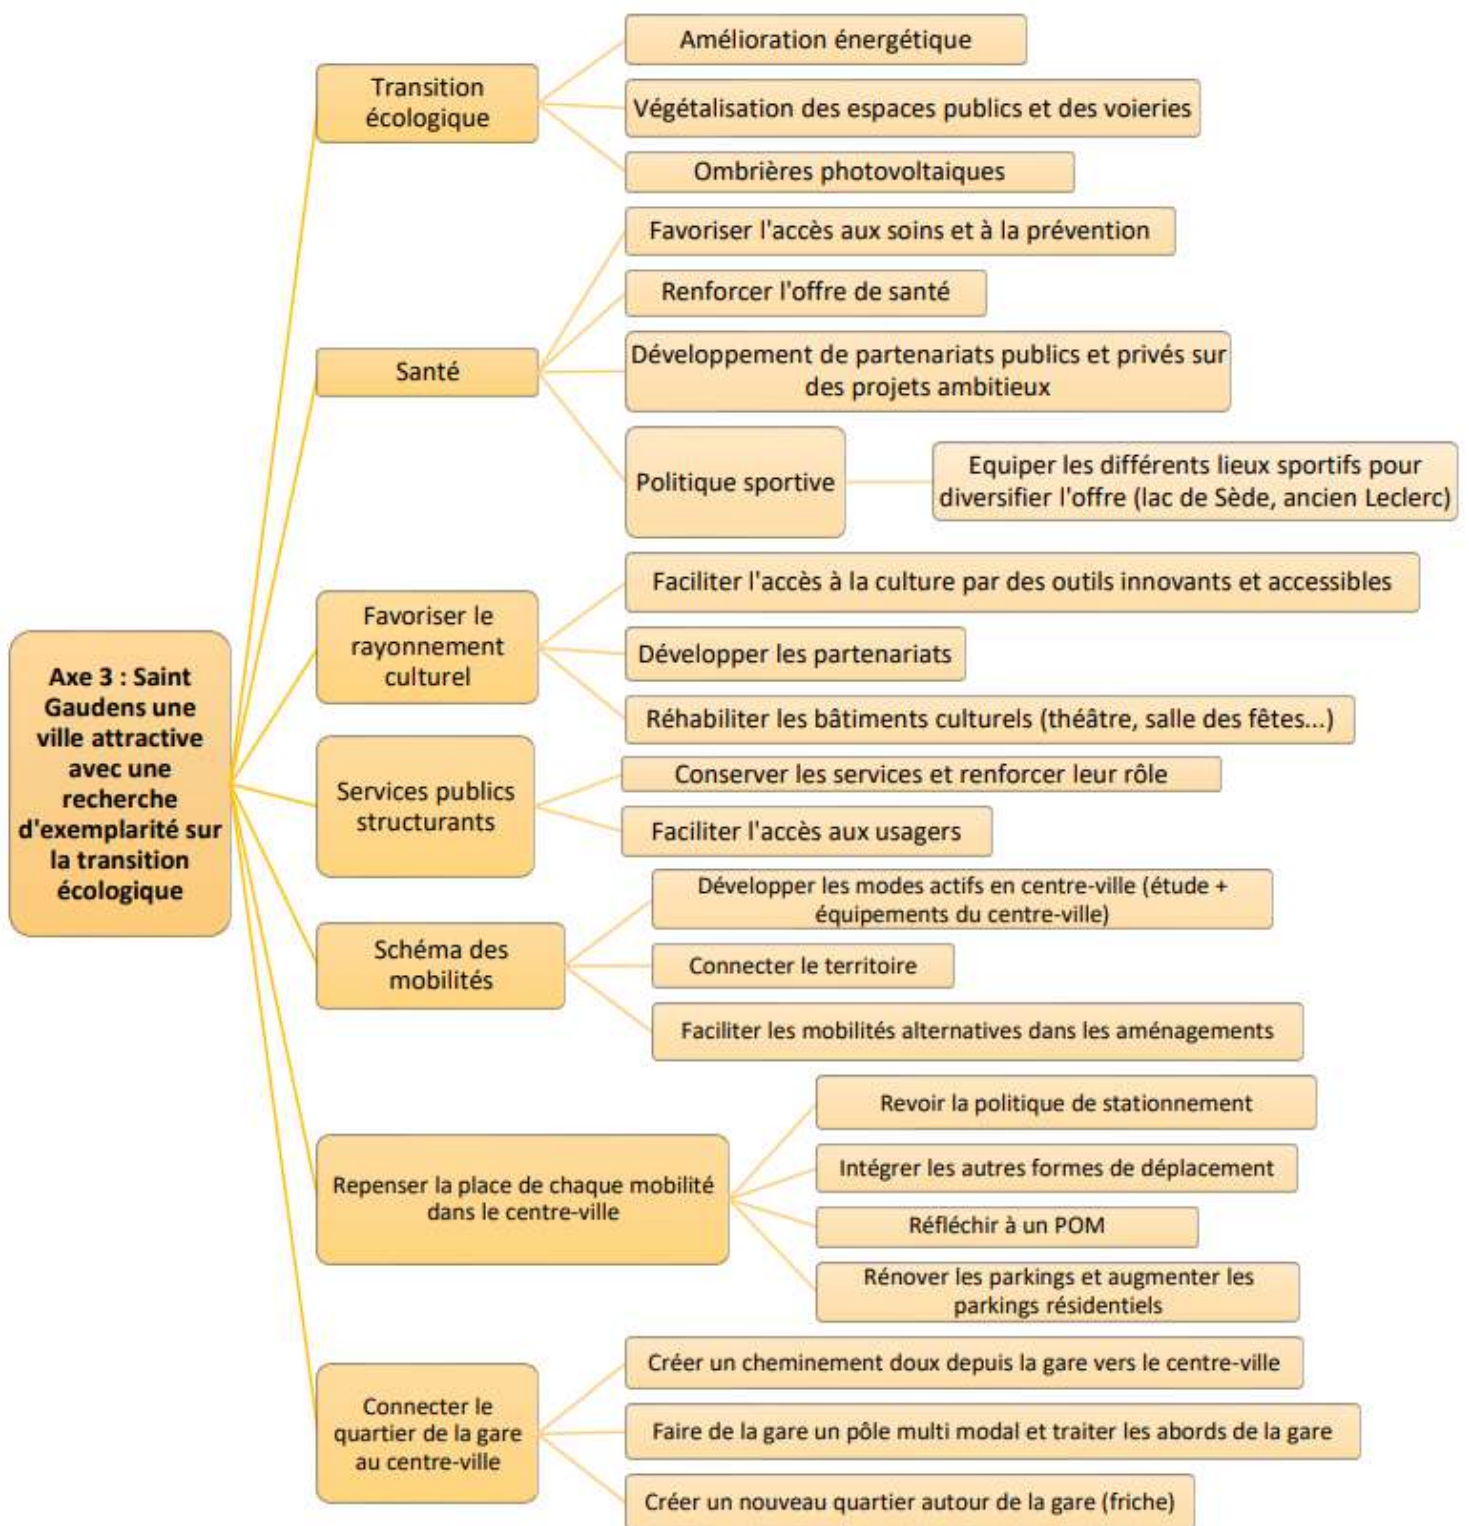 Axe 3 : Saint
Gaudens une
ville attractive
avec une
recherche
d'exemplarité sur
la transition
écologique
Transition
écologique
Amélioration énergétique
Végétalisation des espaces publics et des voieries
Ombrières photovoltaiques
Santé
Favoriser l'accès aux soins et à la prévention
Renforcer l'offre de santé
Développement de partenariats publics et privés sur
des projets ambitieux
Politique sportive
Equiper les différents lieux sportifs pour
diversifier l'offre (lac de Sède, ancien Leclerc)
Favoriser le
rayonnement
culturel
Faciliter l'accès à la culture par des outils innovants et accessibles
Développer les partenariats
Réhabiliter les bâtiments culturels (théâtre, salle des fêtes...)
Services publics
structurants
Conserver les services et renforcer leur rôle
Faciliter l'accès aux usagers
Schéma des
mobilités
Développer les modes actifs en centre-ville (étude +
équipements du centre-ville)
Connecter le territoire
Faciliter les mobilités alternatives dans les aménagements
Repenser la place de chaque mobilité
dans le centre-ville
Revoir la politique de stationnement
Intégrer les autres formes de déplacement
Réfléchir à un POM
Rénover les parkings et augmenter les
parkings résidentiels
Connecter le
quartier de la gare
au centre-ville
Créer un cheminement doux depuis la gare vers le centre-ville
Faire de la gare un pôle multi modal et traiter les abords de la gare
Créer un nouveau quartier autour de la gare (friche)